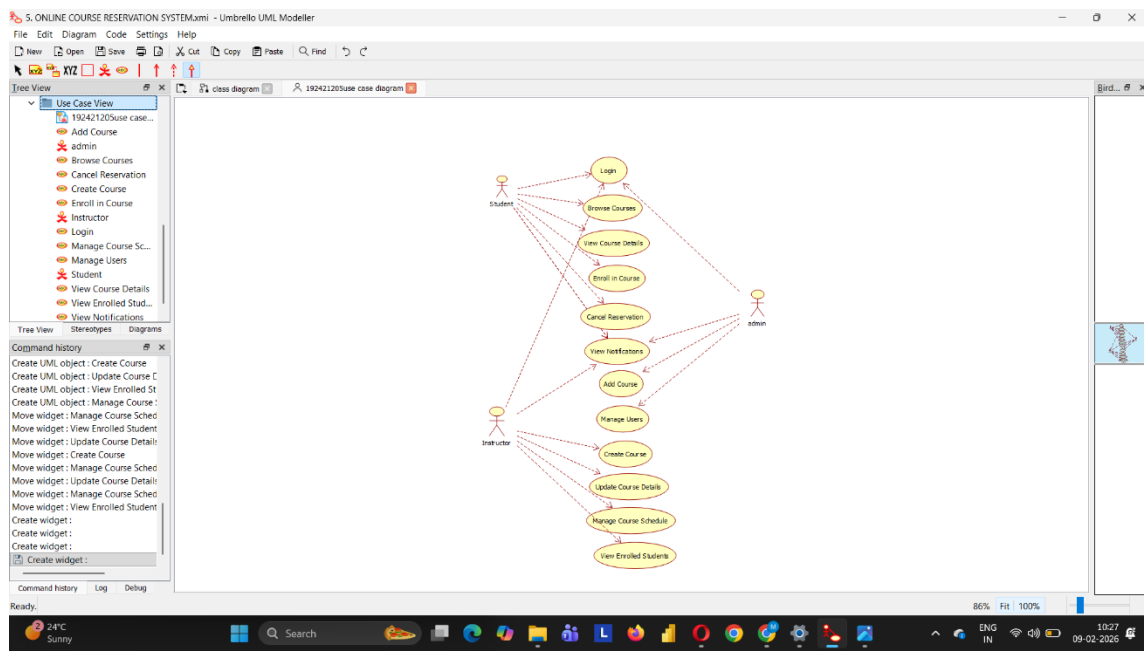 5. ONLINE COURSE RESERVATION SYSTEM.xmi - Umbrello UML Modeller
File Edit Diagram Code Settings Help
New Open Save Cut Copy Paste Find
XYZ
Tree View
class diagram
192421205use case diagram
Bird...
Use Case View
192421205use case...
Add Course
admin
Browse Courses
Cancel Reservation
Create Course
Enroll in Course
Instructor
Login
Manage Course Sc...
Manage Users
Student
View Course Details
View Enrolled Stud...
View Notifications
Tree View Stereotypes Diagrams
Command history
Create UML object : Create Course
Create UML object : Update Course D
Create UML object : View Enrolled St
Create UML object : Manage Course S
Move widget : Manage Course Sched
Move widget : View Enrolled Student
Move widget : Update Course Details
Move widget : Create Course
Move widget : Manage Course Sched
Move widget : Update Course Details
Move widget : Manage Course Sched
Move widget : View Enrolled Student
Create widget :
Create widget :
Create widget :
Create widget :
Command history Log Debug
Student
Login
Browse Courses
View Course Details
Enroll in Course
Cancel Reservation
admin
View Notifications
Add Course
Manage Users
Instructor
Create Course
Update Course Details
Manage Course Schedule
View Enrolled Students
Ready.
86% Fit 100%
2
24°C
Sunny
Search
L
ENG
IN
10:27
09-02-2026